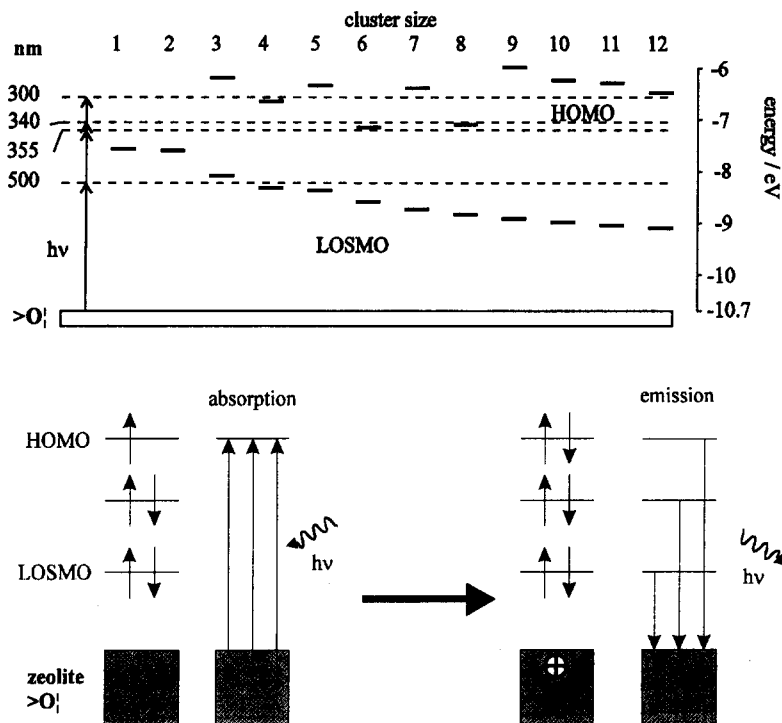 cluster size
nm 1 2 3 4 5 6 7 8 9 10 11 12
-6
300
HOMO
340
-7
355
-8
500
energy / eV
-9
LOSMO
hν
-10
>O¦
-10.7
absorption
emission
HOMO
hν
hν
LOSMO
zeolite
>O¦